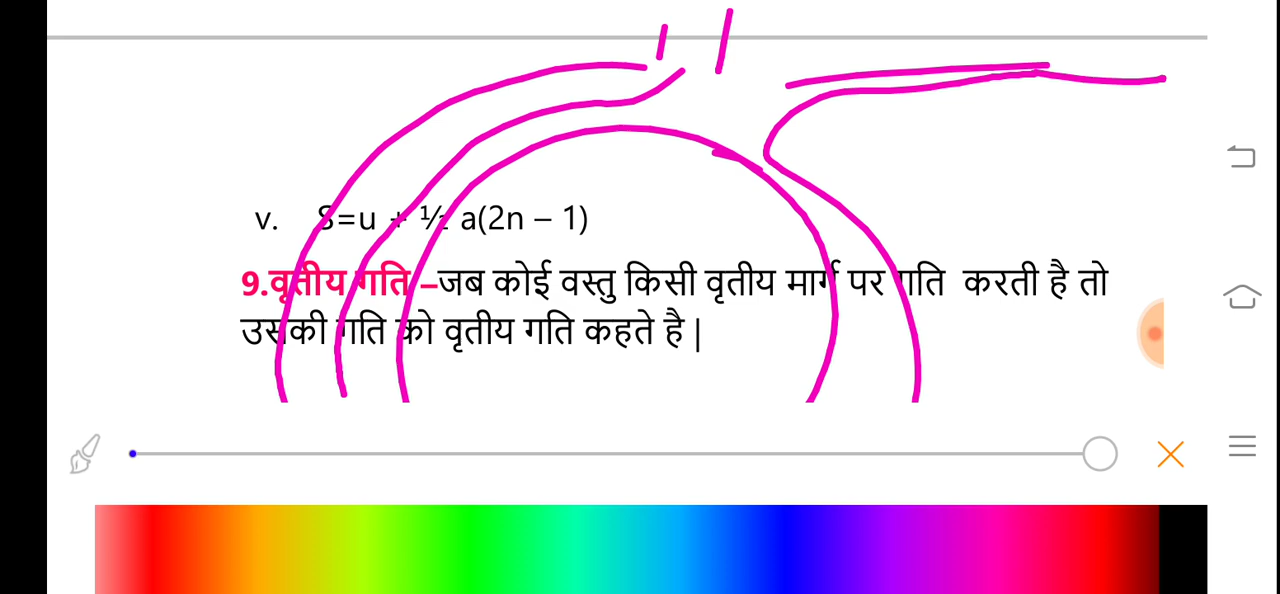 v. S=u + ½ a(2n – 1)
9.वृतीय गति –जब कोई वस्तु किसी वृतीय मार्ग पर गति करती है तो
उसकी गति को वृतीय गति कहते है |